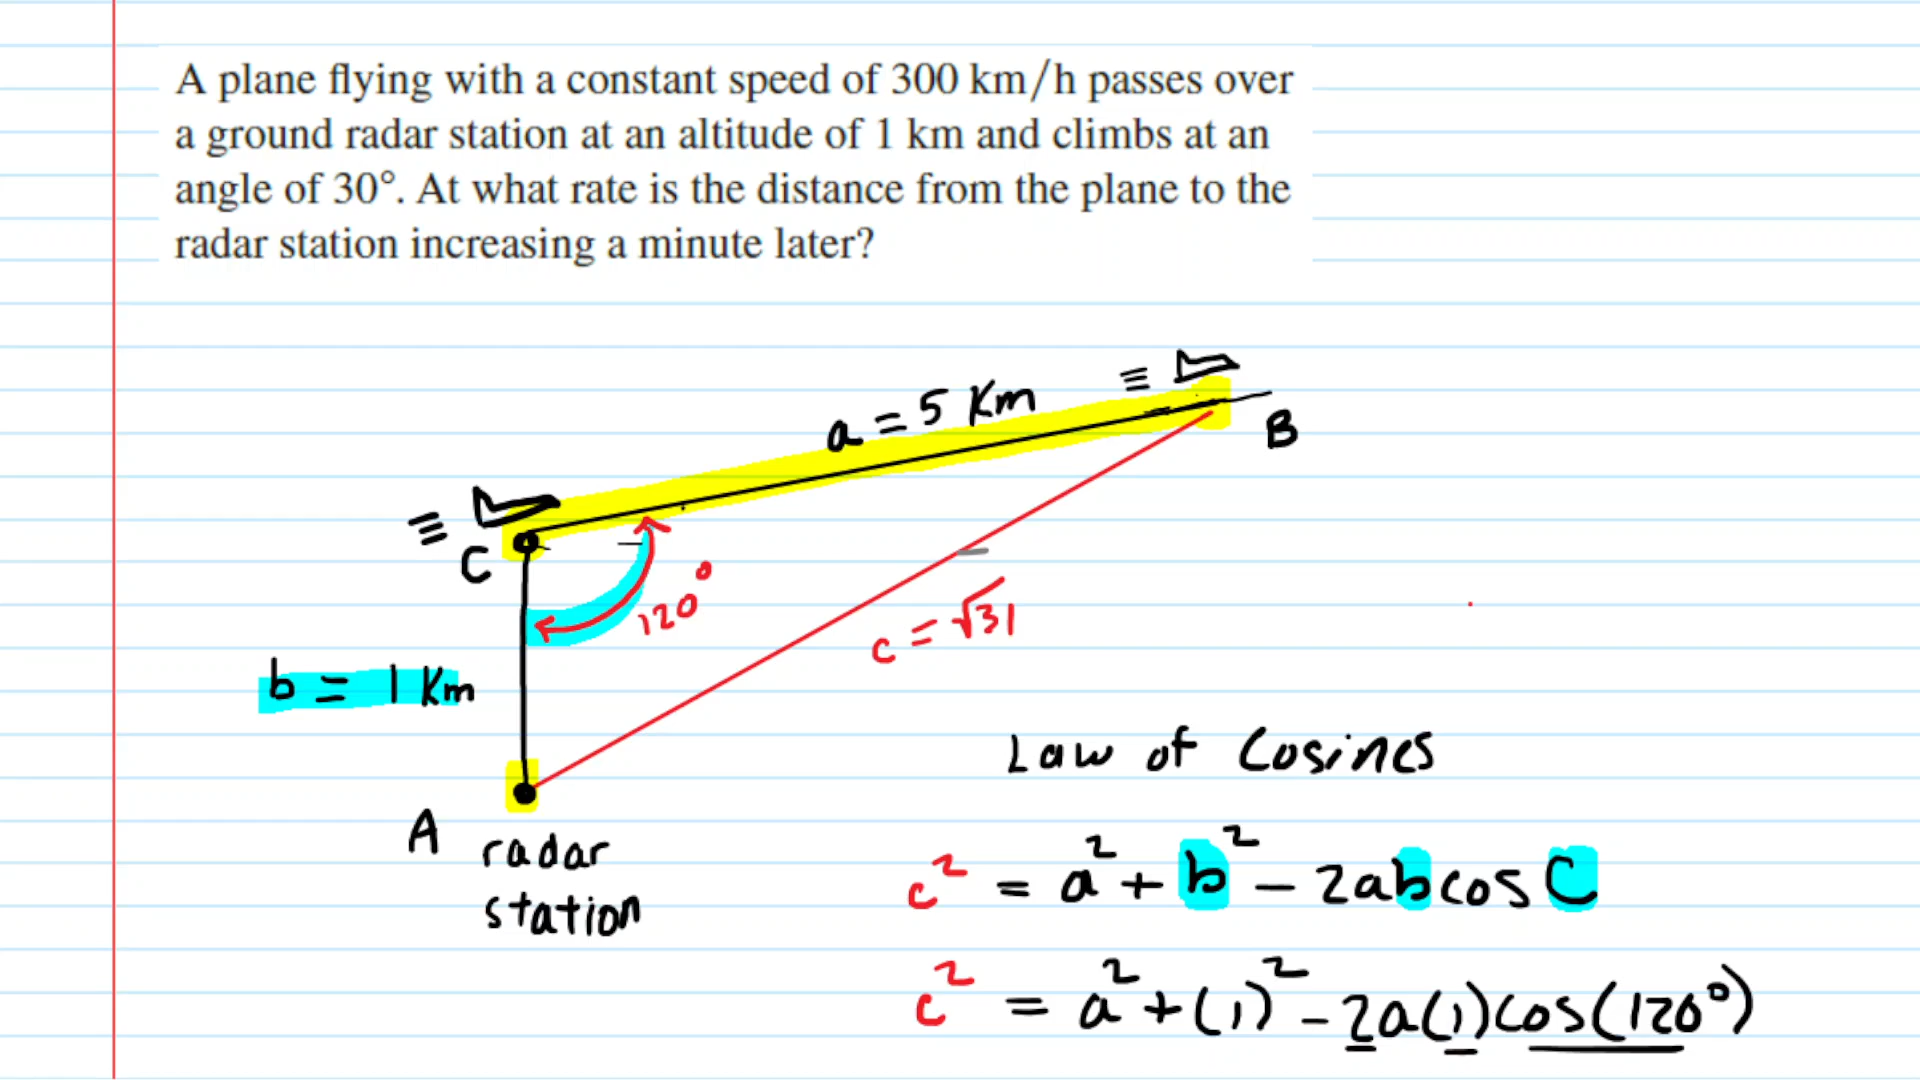 A plane flying with a constant speed of 300 km/h passes over
a ground radar station at an altitude of 1 km and climbs at an
angle of 30°. At what rate is the distance from the plane to the
radar station increasing a minute later?
a = 5 Km
B
C
120°
c = √31
b = 1 Km
Law of Cosines
A radar
station
c² = a² + b² - 2ab cos C
c² = a² + (1)² - 2a(1)cos(120°)